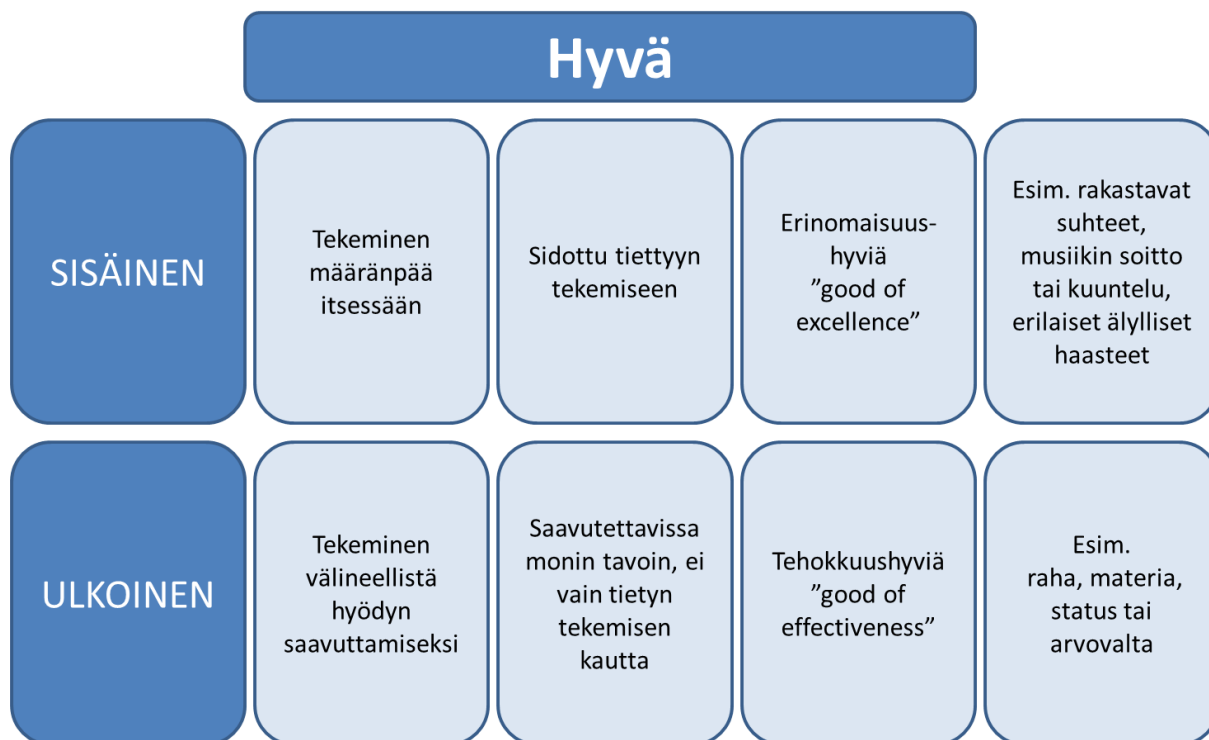 Hyvä
SISÄINEN
Tekeminen
määränpää
itsessään
Sidottu tiettyyn
tekemiseen
Erinomaisuus-
hyviä
”good of
excellence”
Esim. rakastavat
suhteet,
musiikin soitto
tai kuuntelu,
erilaiset älylliset
haasteet
ULKOINEN
Tekeminen
välineellistä
hyödyn
saavuttamiseksi
Saavutettavissa
monin tavoin, ei
vain tietyn
tekemisen
kautta
Tehokkuushyviä
”good of
effectiveness”
Esim.
raha, materia,
status tai
arvovalta